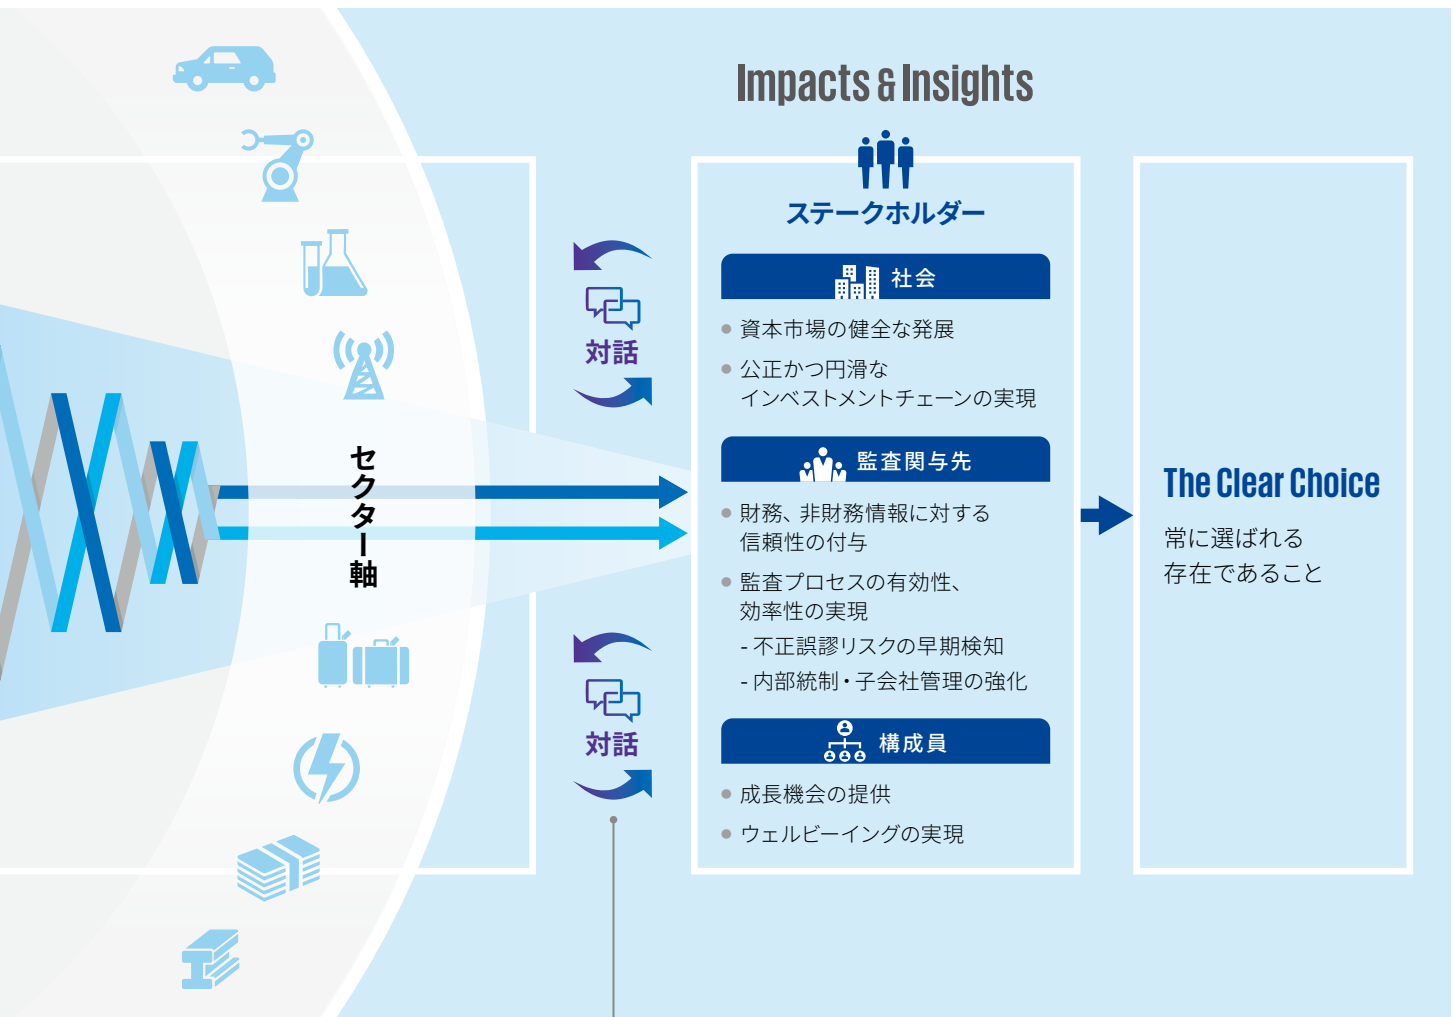 Impacts & Insights
セクター軸
対話
対話
ステークホルダー
社会
● 資本市場の健全な発展
● 公正かつ円滑な
インベストメントチェーンの実現
監査関与先
● 財務、非財務情報に対する
信頼性の付与
● 監査プロセスの有効性、
効率性の実現
- 不正誤謬リスクの早期検知
- 内部統制・子会社管理の強化
構成員
● 成長機会の提供
● ウェルビーイングの実現
The Clear Choice
常に選ばれる
存在であること